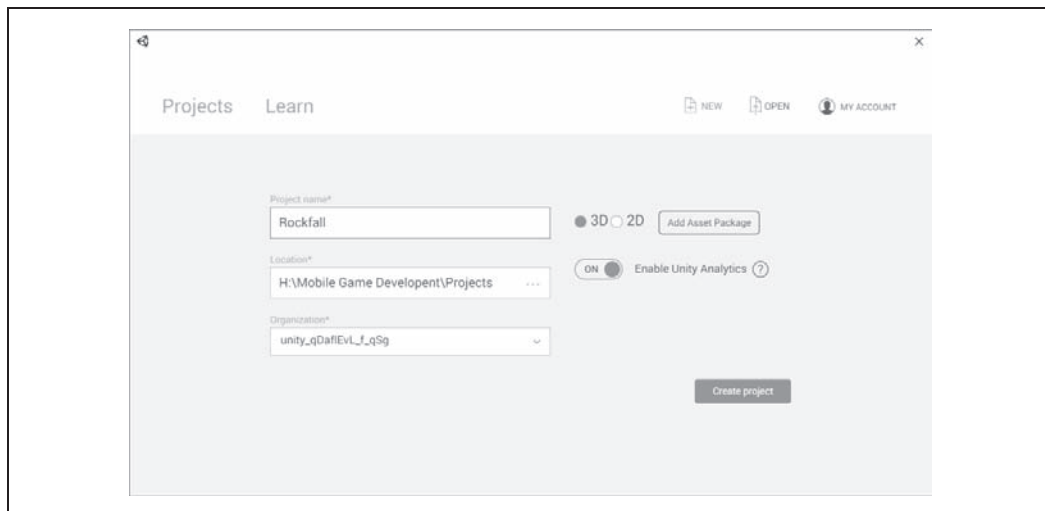 Projects Learn NEW OPEN MY ACCOUNT
Project name*
Rockfall
3D 2D Add Asset Package
Location*
H:\Mobile Game Developent\Projects ...
ON Enable Unity Analytics ?
Organization*
unity_qDaflEvL_f_qSg
Create project